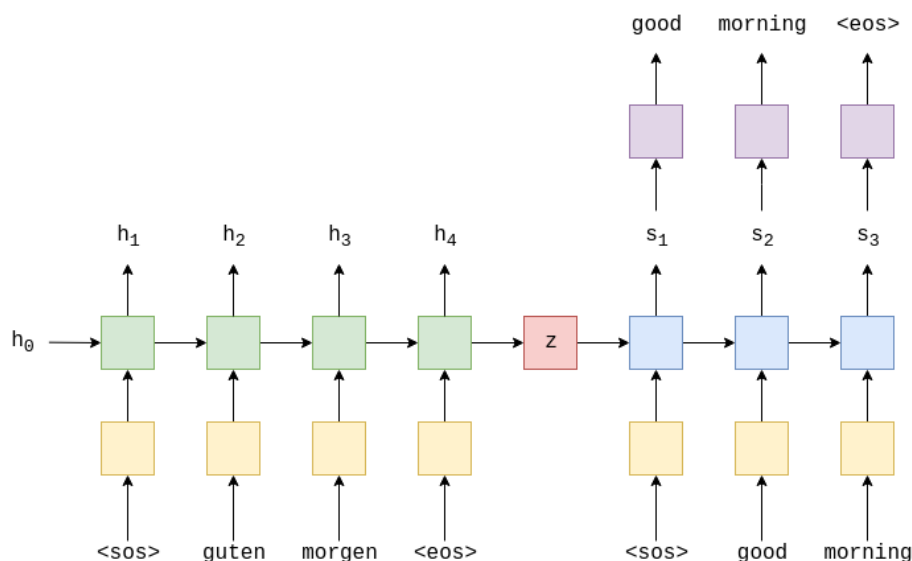 good morning <eos>
h₁ h₂ h₃ h₄ s₁ s₂ s₃
h₀ z
<sos> guten morgen <eos> <sos> good morning